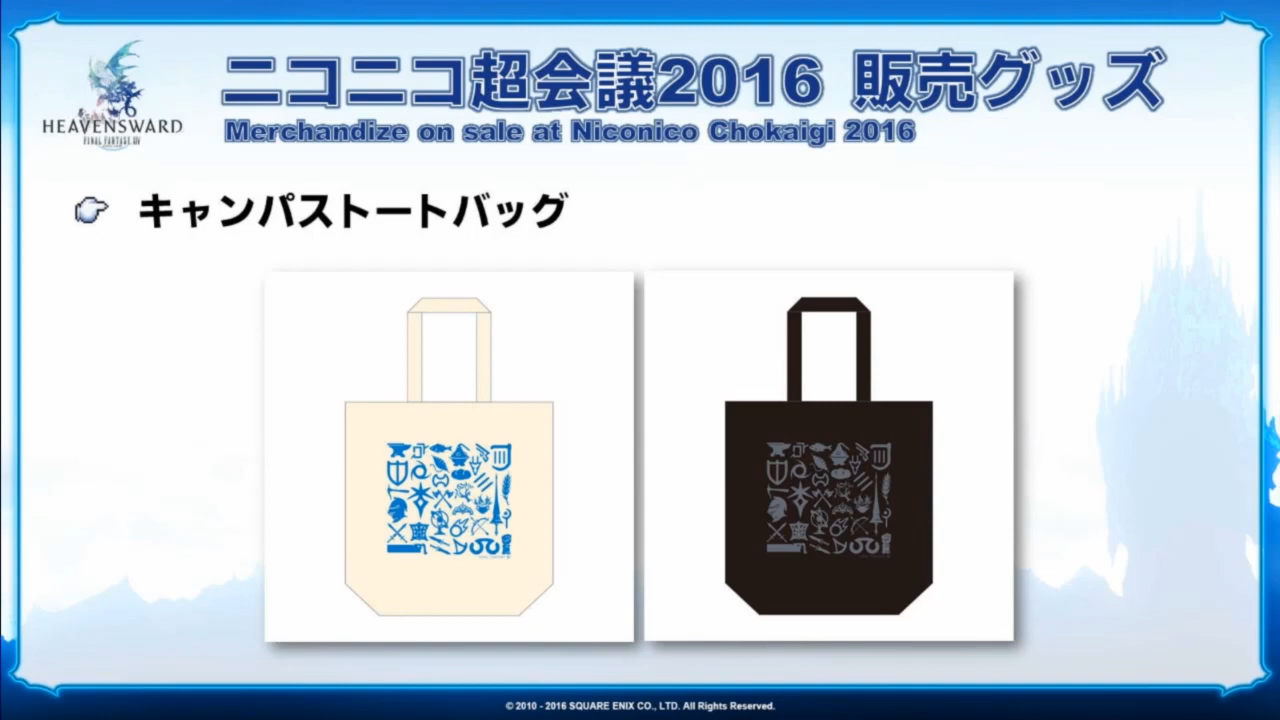 ニコニコ超会議2016 販売グッズ
Merchandize on sale at Niconico Chokaigi 2016
HEAVENSWARD
FINAL FANTASY XIV
キャンパストートバッグ
© 2010 - 2016 SQUARE ENIX CO., LTD. All Rights Reserved.